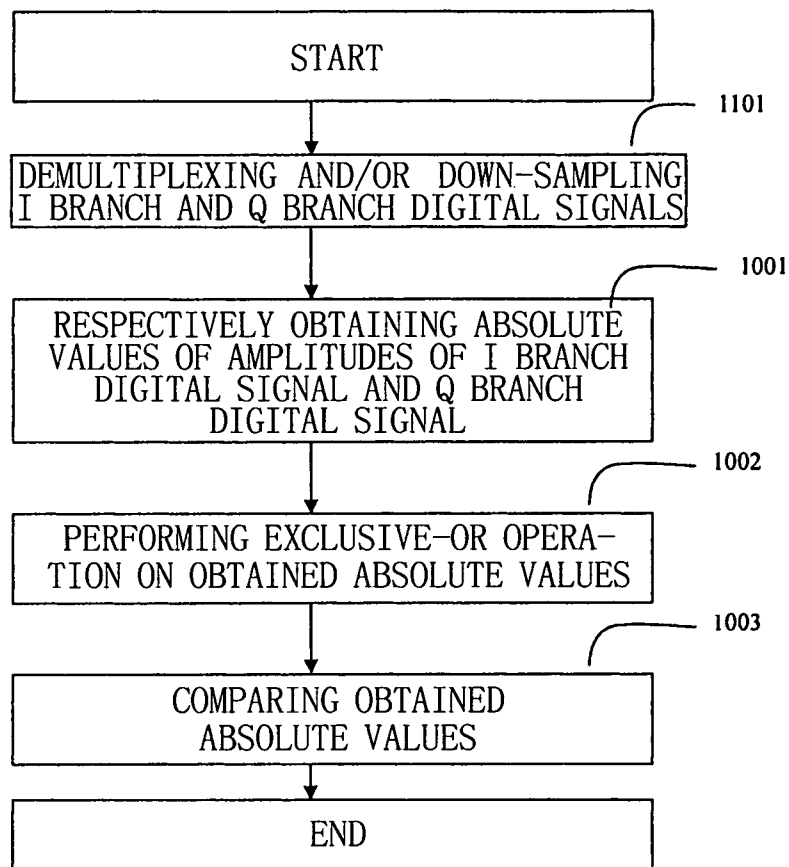 START
1101
DEMULTIPLEXING AND/OR DOWN-SAMPLING
I BRANCH AND Q BRANCH DIGITAL SIGNALS
1001
RESPECTIVELY OBTAINING ABSOLUTE
VALUES OF AMPLITUDES OF I BRANCH
DIGITAL SIGNAL AND Q BRANCH
DIGITAL SIGNAL
1002
PERFORMING EXCLUSIVE-OR OPERA-
TION ON OBTAINED ABSOLUTE VALUES
1003
COMPARING OBTAINED
ABSOLUTE VALUES
END